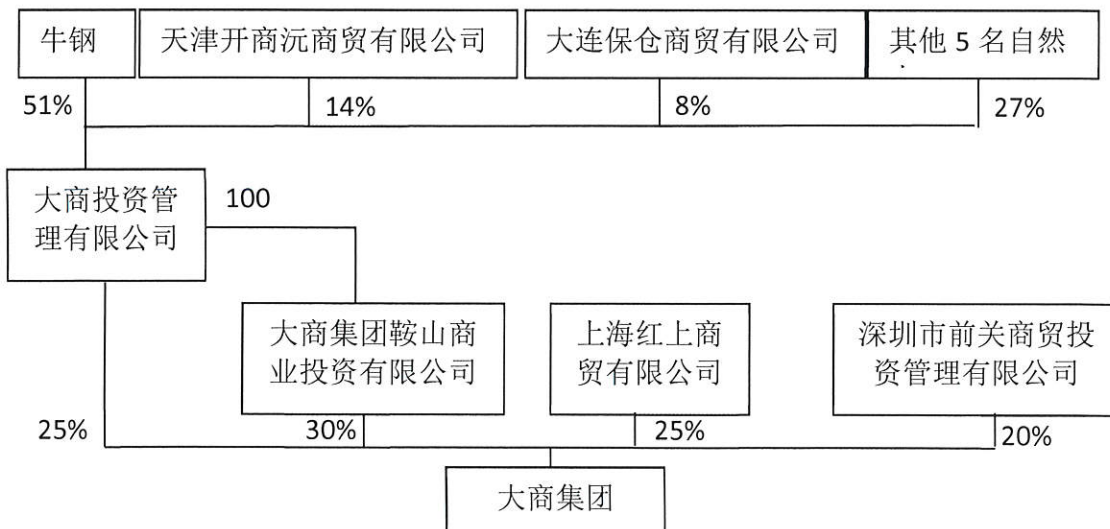 牛钢
天津开商沅商贸有限公司
大连保仓商贸有限公司
其他 5 名自然
51%
14%
8%
27%
大商投资管
理有限公司
100
大商集团鞍山商
业投资有限公司
上海红上商
贸有限公司
深圳市前关商贸投
资管理有限公司
25%
30%
25%
20%
大商集团